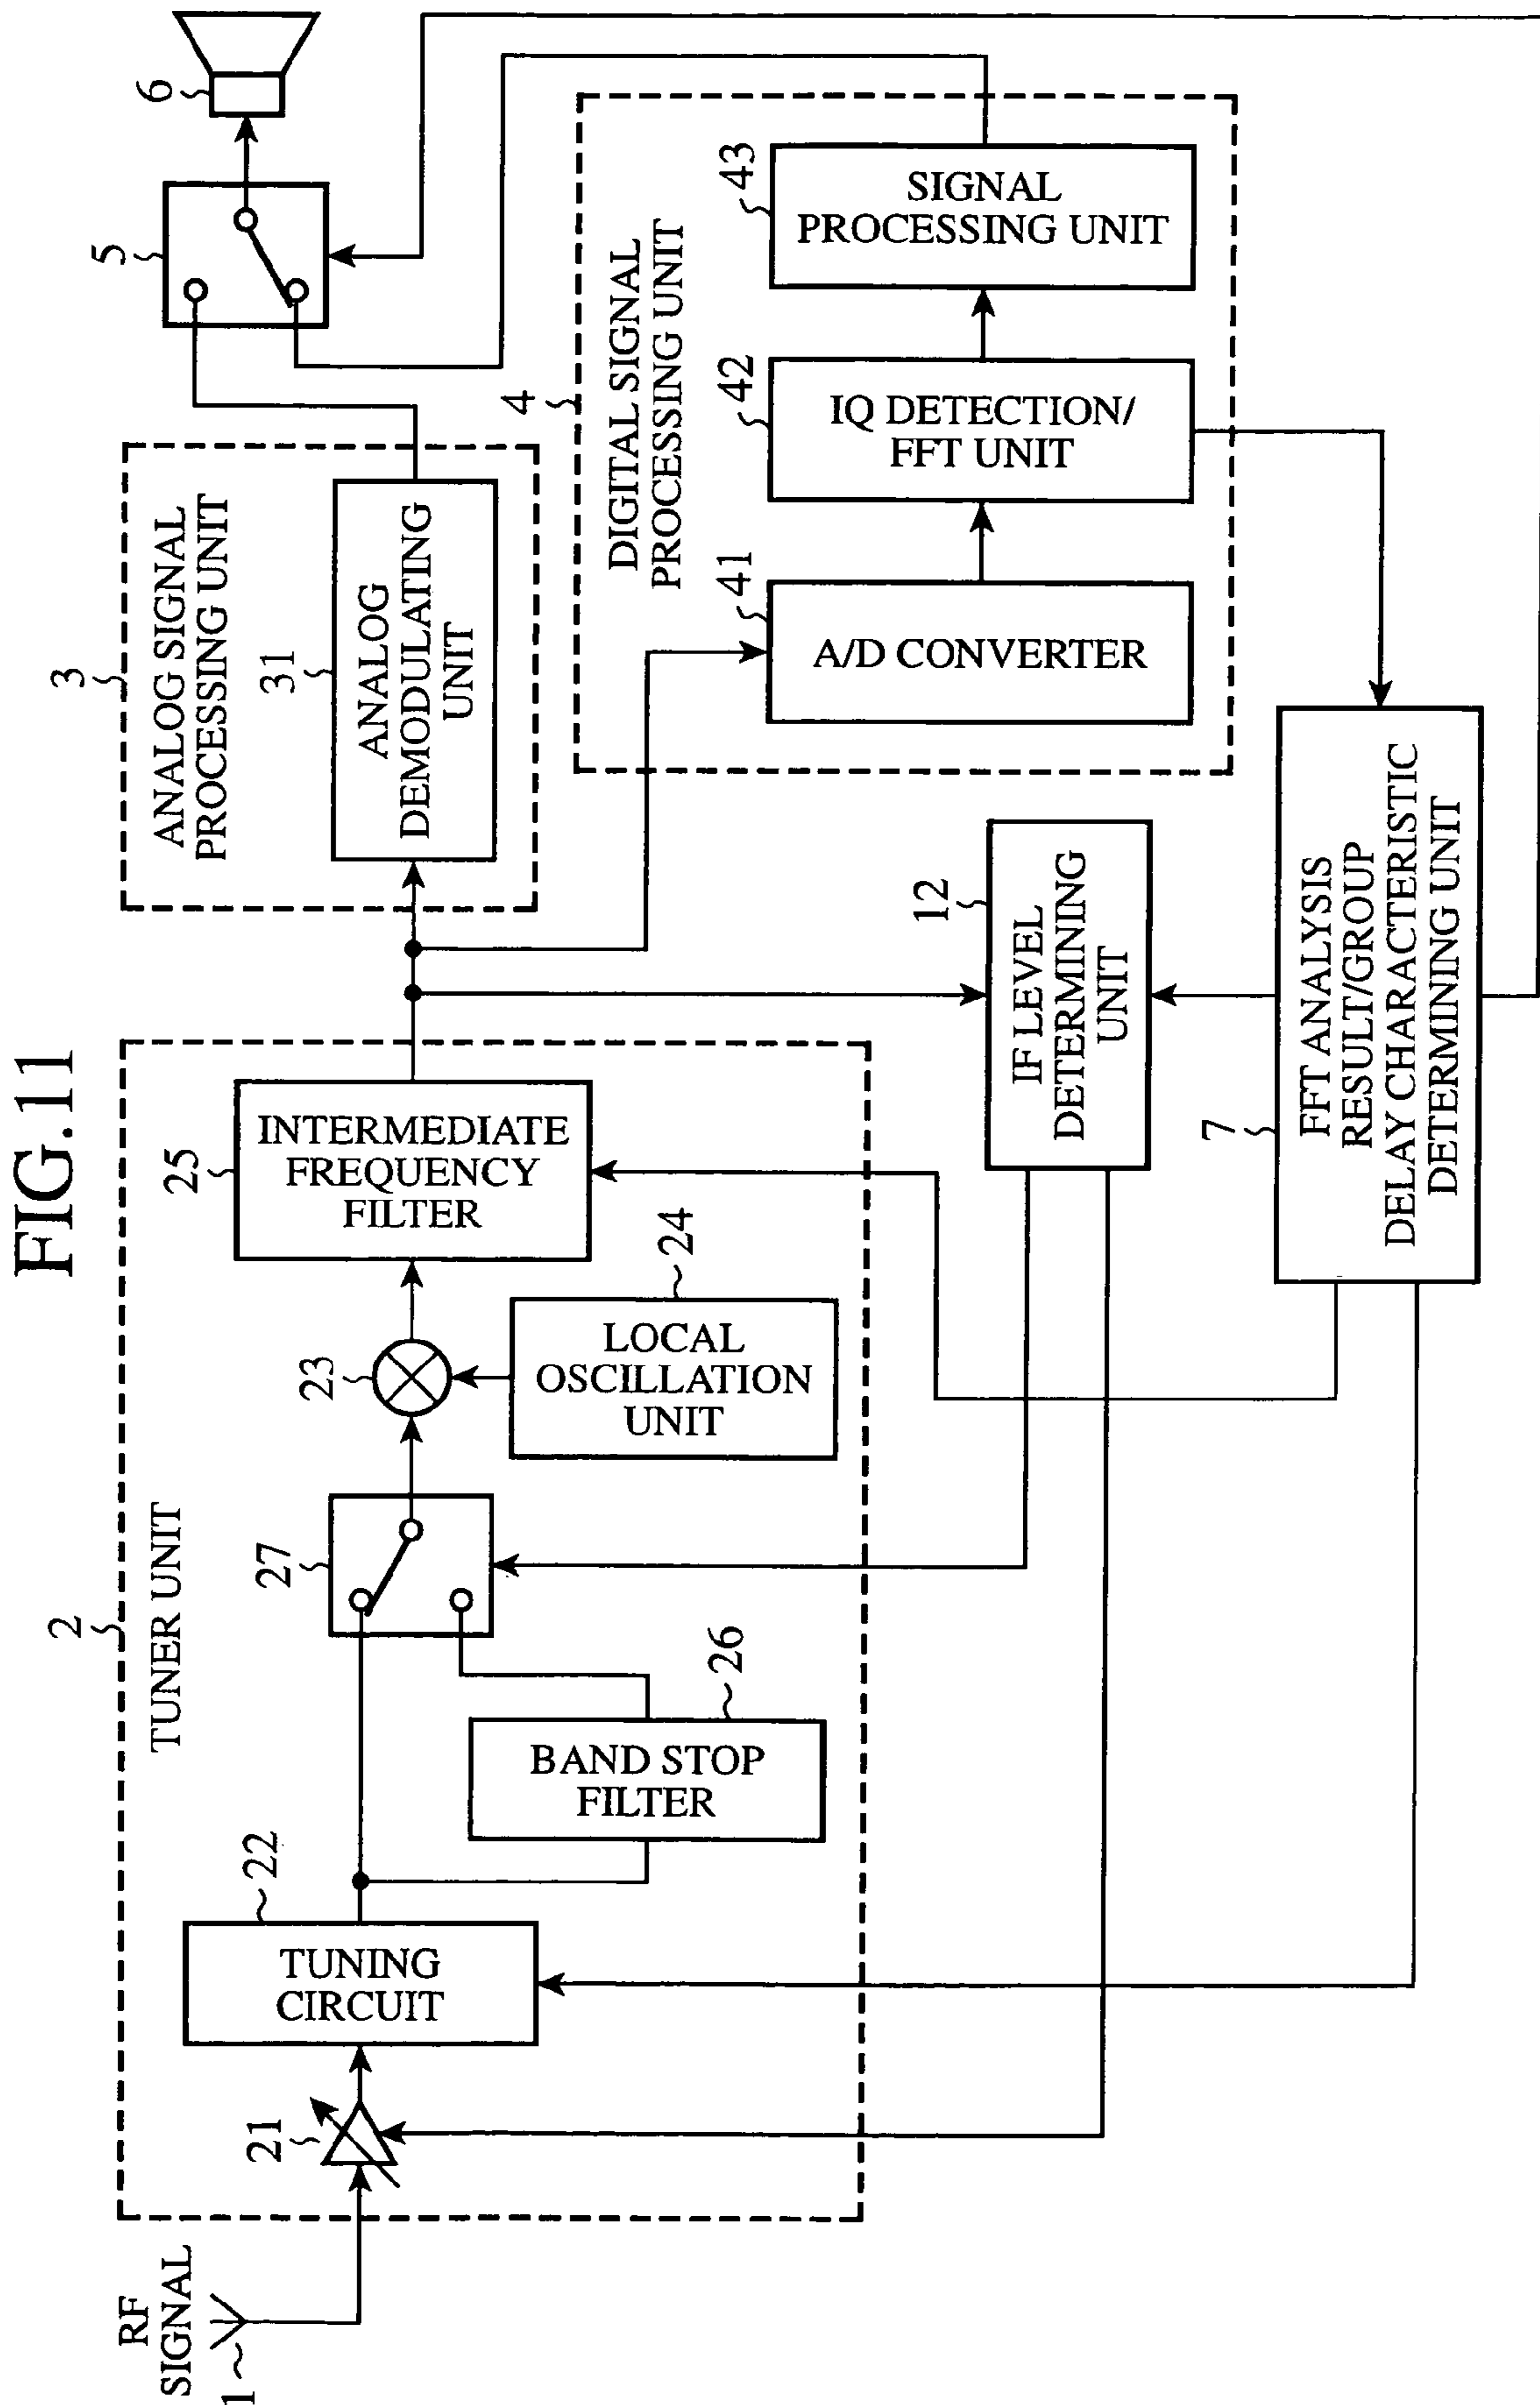 FIG.11
RF
SIGNAL
1
2
TUNER UNIT
21
22
TUNING
CIRCUIT
26
BAND STOP
FILTER
27
23
24
LOCAL
OSCILLATION
UNIT
25
INTERMEDIATE
FREQUENCY
FILTER
3
ANALOG SIGNAL
PROCESSING UNIT
31
ANALOG
DEMODULATING
UNIT
5
6
4
DIGITAL SIGNAL
PROCESSING UNIT
41
A/D CONVERTER
42
IQ DETECTION/
FFT UNIT
43
SIGNAL
PROCESSING UNIT
12
IF LEVEL
DETERMINING
UNIT
7
FFT ANALYSIS
RESULT/GROUP
DELAY CHARACTERISTIC
DETERMINING UNIT